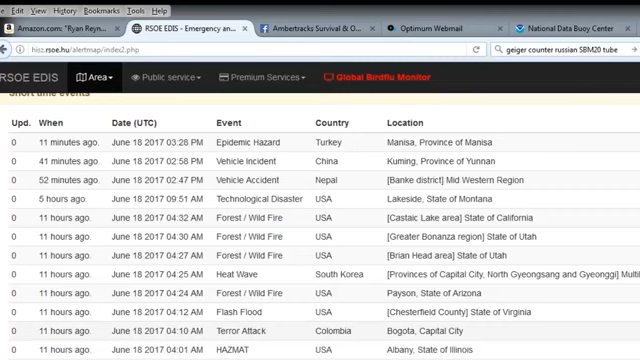 File Edit View History Bookmarks Tools Help
Amazon.com: "Ryan Reyn... RSOE EDIS - Emergency an... Ambertracks Survival & O... Optimum Webmail National Data Buoy Center
hisz.rsoe.hu/alertmap/index2.php geiger counter russian SBM20 tube
RSOE EDIS Area Public service Premium Services Global Birdflu Monitor
Short time events
Upd. When Date (UTC) Event Country Location
0 11 minutes ago. June 18 2017 03:28 PM Epidemic Hazard Turkey Manisa, Province of Manisa
0 41 minutes ago. June 18 2017 02:58 PM Vehicle Incident China Kuming, Province of Yunnan
0 52 minutes ago. June 18 2017 02:47 PM Vehicle Accident Nepal [Banke district] Mid Western Region
0 5 hours ago. June 18 2017 09:51 AM Technological Disaster USA Lakeside, State of Montana
0 11 hours ago. June 18 2017 04:32 AM Forest / Wild Fire USA [Castaic Lake area] State of California
0 11 hours ago. June 18 2017 04:30 AM Forest / Wild Fire USA [Greater Bonanza region] State of Utah
0 11 hours ago. June 18 2017 04:27 AM Forest / Wild Fire USA [Brian Head area] State of Utah
0 11 hours ago. June 18 2017 04:25 AM Heat Wave South Korea [Provinces of Capital City, North Gyeongsang and Gyeonggi] Multi
0 11 hours ago. June 18 2017 04:24 AM Forest / Wild Fire USA Payson, State of Arizona
0 11 hours ago. June 18 2017 04:12 AM Flash Flood USA [Chesterfield County] State of Virginia
0 11 hours ago. June 18 2017 04:10 AM Terror Attack Colombia Bogota, Capital City
0 11 hours ago. June 18 2017 04:01 AM HAZMAT USA Albany, State of Illinois